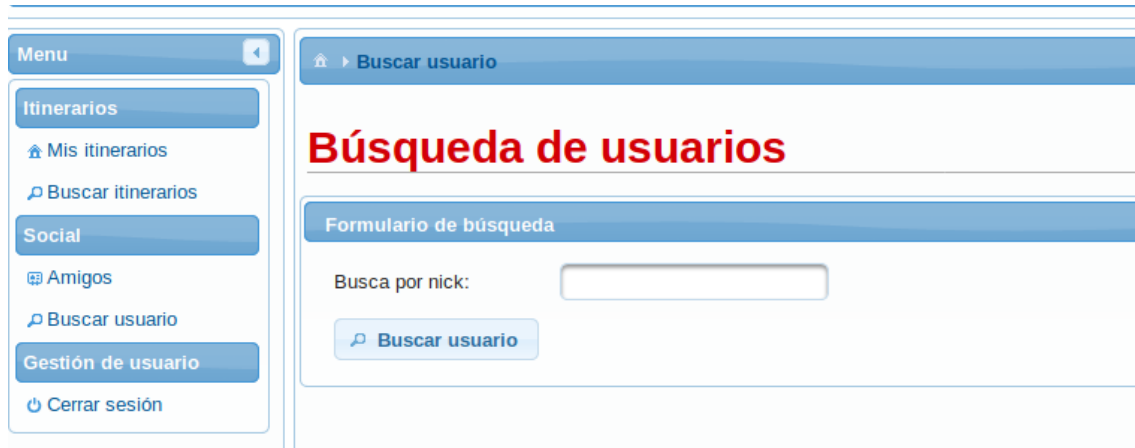 Menu
Itinerarios
Mis itinerarios
Buscar itinerarios
Social
Amigos
Buscar usuario
Gestión de usuario
Cerrar sesión
Buscar usuario
Búsqueda de usuarios
Formulario de búsqueda
Busca por nick:
Buscar usuario